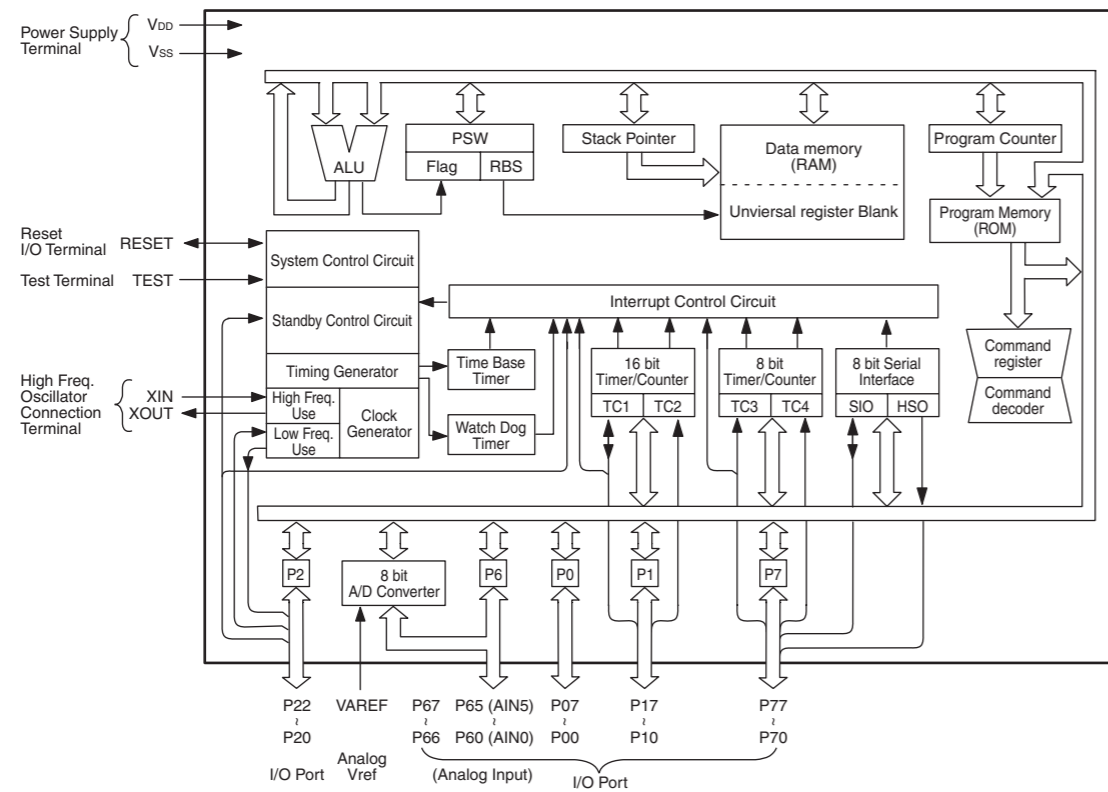 Power Supply
Terminal
VDD
VSS
ALU
PSW
Flag
RBS
Stack Pointer
Data memory
(RAM)
Unviersal register Blank
Program Counter
Program Memory
(ROM)
Reset
I/O Terminal
RESET
Test Terminal
TEST
System Control Circuit
Standby Control Circuit
Interrupt Control Circuit
Timing Generator
Time Base
Timer
16 bit
Timer/Counter
TC1
TC2
8 bit
Timer/Counter
TC3
TC4
8 bit Serial
Interface
SIO
HSO
Command
register
Command
decoder
High Freq.
Oscillator
Connection
Terminal
XIN
XOUT
High Freq.
Use
Low Freq.
Use
Clock
Generator
Watch Dog
Timer
P2
8 bit
A/D Converter
P6
P0
P1
P7
P22
~
P20
I/O Port
VAREF
Analog
Vref
P67
~
P66
P65 (AIN5)
~
P60 (AIN0)
(Analog Input)
P07
~
P00
P17
~
P10
P77
~
P70
I/O Port